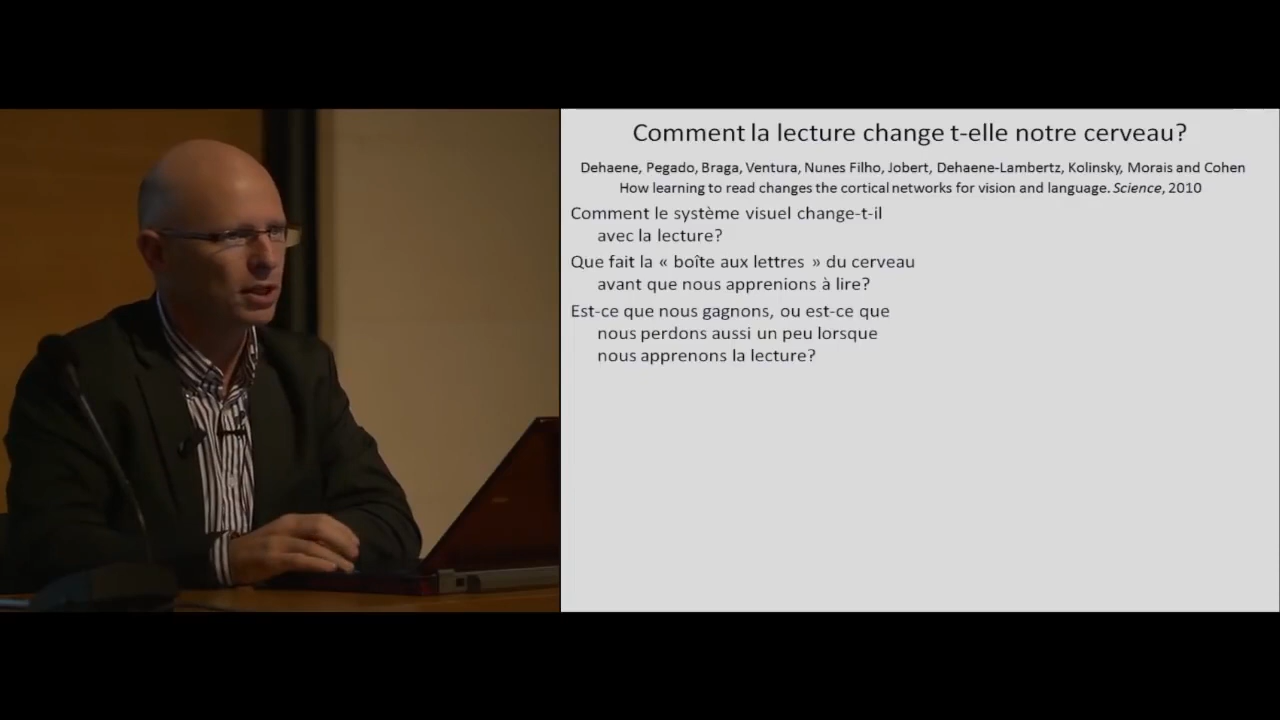 Comment la lecture change t-elle notre cerveau?
Dehaene, Pegado, Braga, Ventura, Nunes Filho, Jobert, Dehaene-Lambertz, Kolinsky, Morais and Cohen
How learning to read changes the cortical networks for vision and language. Science, 2010
Comment le système visuel change-t-il
avec la lecture?
Que fait la « boîte aux lettres » du cerveau
avant que nous apprenions à lire?
Est-ce que nous gagnons, ou est-ce que
nous perdons aussi un peu lorsque
nous apprenons la lecture?